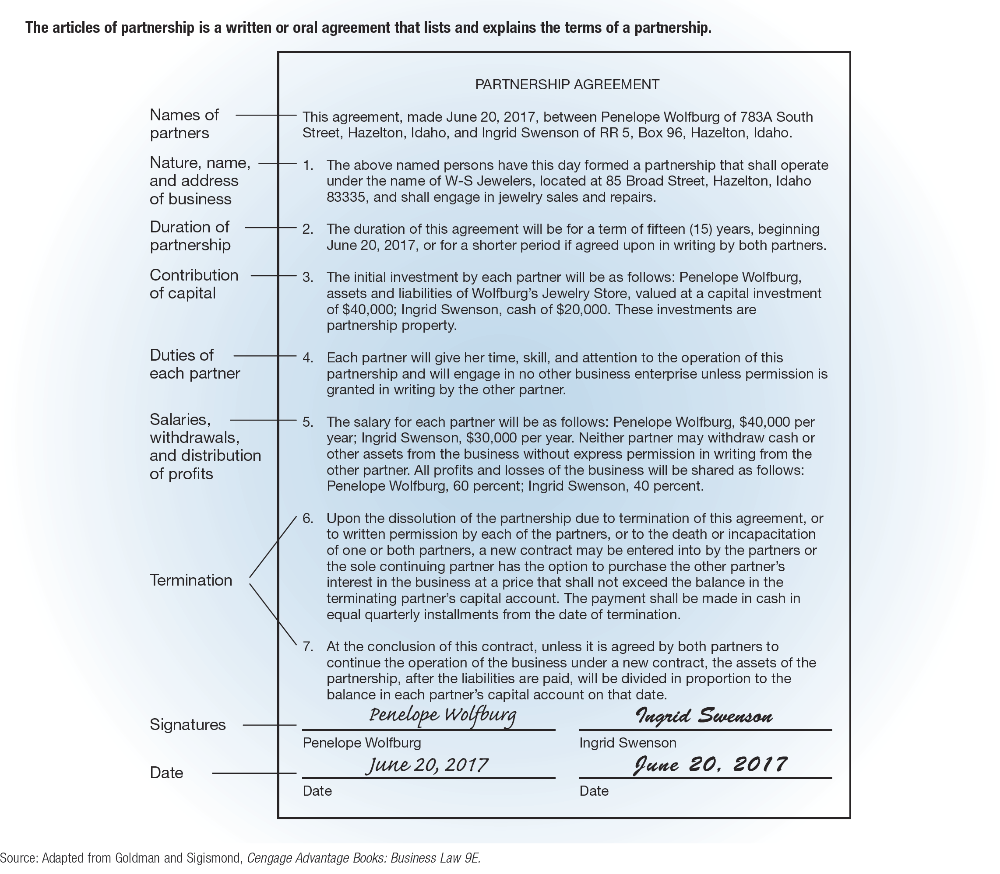 The articles of partnership is a written or oral agreement that lists and explains the terms of a partnership.
PARTNERSHIP AGREEMENT
Names of
partners
This agreement, made June 20, 2017, between Penelope Wolfburg of 783A South
Street, Hazelton, Idaho, and Ingrid Swenson of RR 5, Box 96, Hazelton, Idaho.
Nature, name,
and address
of business
1. The above named persons have this day formed a partnership that shall operate
under the name of W-S Jewelers, located at 85 Broad Street, Hazelton, Idaho
83335, and shall engage in jewelry sales and repairs.
Duration of
partnership
2. The duration of this agreement will be for a term of fifteen (15) years, beginning
June 20, 2017, or for a shorter period if agreed upon in writing by both partners.
Contribution
of capital
3. The initial investment by each partner will be as follows: Penelope Wolfburg,
assets and liabilities of Wolfburg’s Jewelry Store, valued at a capital investment
of $40,000; Ingrid Swenson, cash of $20,000. These investments are
partnership property.
Duties of
each partner
4. Each partner will give her time, skill, and attention to the operation of this
partnership and will engage in no other business enterprise unless permission is
granted in writing by the other partner.
Salaries,
withdrawals,
and distribution
of profits
5. The salary for each partner will be as follows: Penelope Wolfburg, $40,000 per
year; Ingrid Swenson, $30,000 per year. Neither partner may withdraw cash or
other assets from the business without express permission in writing from the
other partner. All profits and losses of the business will be shared as follows:
Penelope Wolfburg, 60 percent; Ingrid Swenson, 40 percent.
Termination
6. Upon the dissolution of the partnership due to termination of this agreement, or
to written permission by each of the partners, or to the death or incapacitation
of one or both partners, a new contract may be entered into by the partners or
the sole continuing partner has the option to purchase the other partner’s
interest in the business at a price that shall not exceed the balance in the
terminating partner’s capital account. The payment shall be made in cash in
equal quarterly installments from the date of termination.
7. At the conclusion of this contract, unless it is agreed by both partners to
continue the operation of the business under a new contract, the assets of the
partnership, after the liabilities are paid, will be divided in proportion to the
balance in each partner’s capital account on that date.
Signatures
Penelope Wolfburg
Ingrid Swenson
Penelope Wolfburg
Ingrid Swenson
Date
June 20, 2017
June 20, 2017
Date
Date
Source: Adapted from Goldman and Sigismond, Cengage Advantage Books: Business Law 9E.